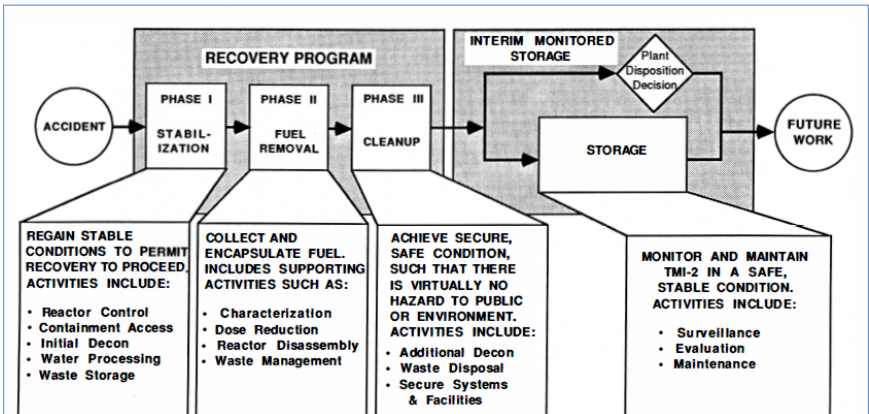 RECOVERY PROGRAM
INTERIM MONITORED
STORAGE
ACCIDENT
PHASE I
STABIL-
IZATION
PHASE II
FUEL
REMOVAL
PHASE III
CLEANUP
Plant
Disposition
Decision
STORAGE
FUTURE
WORK
REGAIN STABLE
CONDITIONS TO PERMIT
RECOVERY TO PROCEED.
ACTIVITIES INCLUDE:
• Reactor Control
• Containment Access
• Initial Decon
• Water Processing
• Waste Storage
COLLECT AND
ENCAPSULATE FUEL.
INCLUDES SUPPORTING
ACTIVITIES SUCH AS:
• Characterization
• Dose Reduction
• Reactor Disassembly
• Waste Management
ACHIEVE SECURE,
SAFE CONDITION,
SUCH THAT THERE
IS VIRTUALLY NO
HAZARD TO PUBLIC
OR ENVIRONMENT.
ACTIVITIES INCLUDE:
• Additional Decon
• Waste Disposal
• Secure Systems
& Facilities
MONITOR AND MAINTAIN
TMI-2 IN A SAFE,
STABLE CONDITION.
ACTIVITIES INCLUDE:
• Surveillance
• Evaluation
• Maintenance